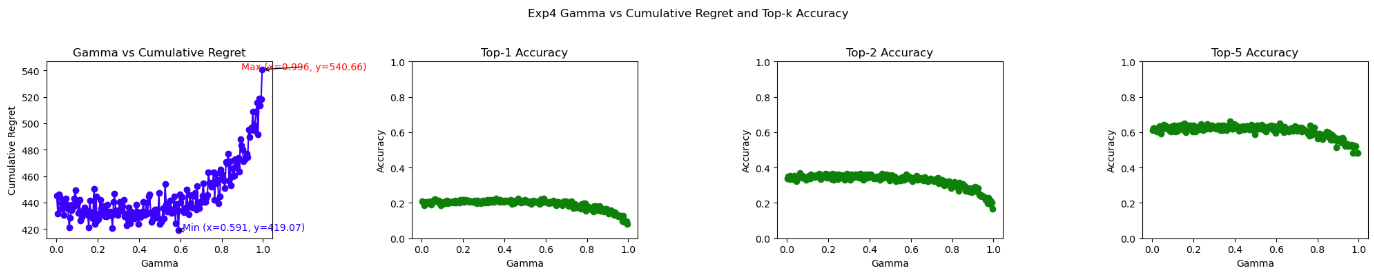 Exp4 Gamma vs Cumulative Regret and Top-k Accuracy
Gamma vs Cumulative Regret
Max (x=0.996, y=540.66)
Min (x=0.591, y=419.07)
Cumulative Regret
540
520
500
480
460
440
420
0.0 0.2 0.4 0.6 0.8 1.0
Gamma
Top-1 Accuracy
Accuracy
1.0
0.8
0.6
0.4
0.2
0.0
0.0 0.2 0.4 0.6 0.8 1.0
Gamma
Top-2 Accuracy
Accuracy
1.0
0.8
0.6
0.4
0.2
0.0
0.0 0.2 0.4 0.6 0.8 1.0
Gamma
Top-5 Accuracy
Accuracy
1.0
0.8
0.6
0.4
0.2
0.0
0.0 0.2 0.4 0.6 0.8 1.0
Gamma